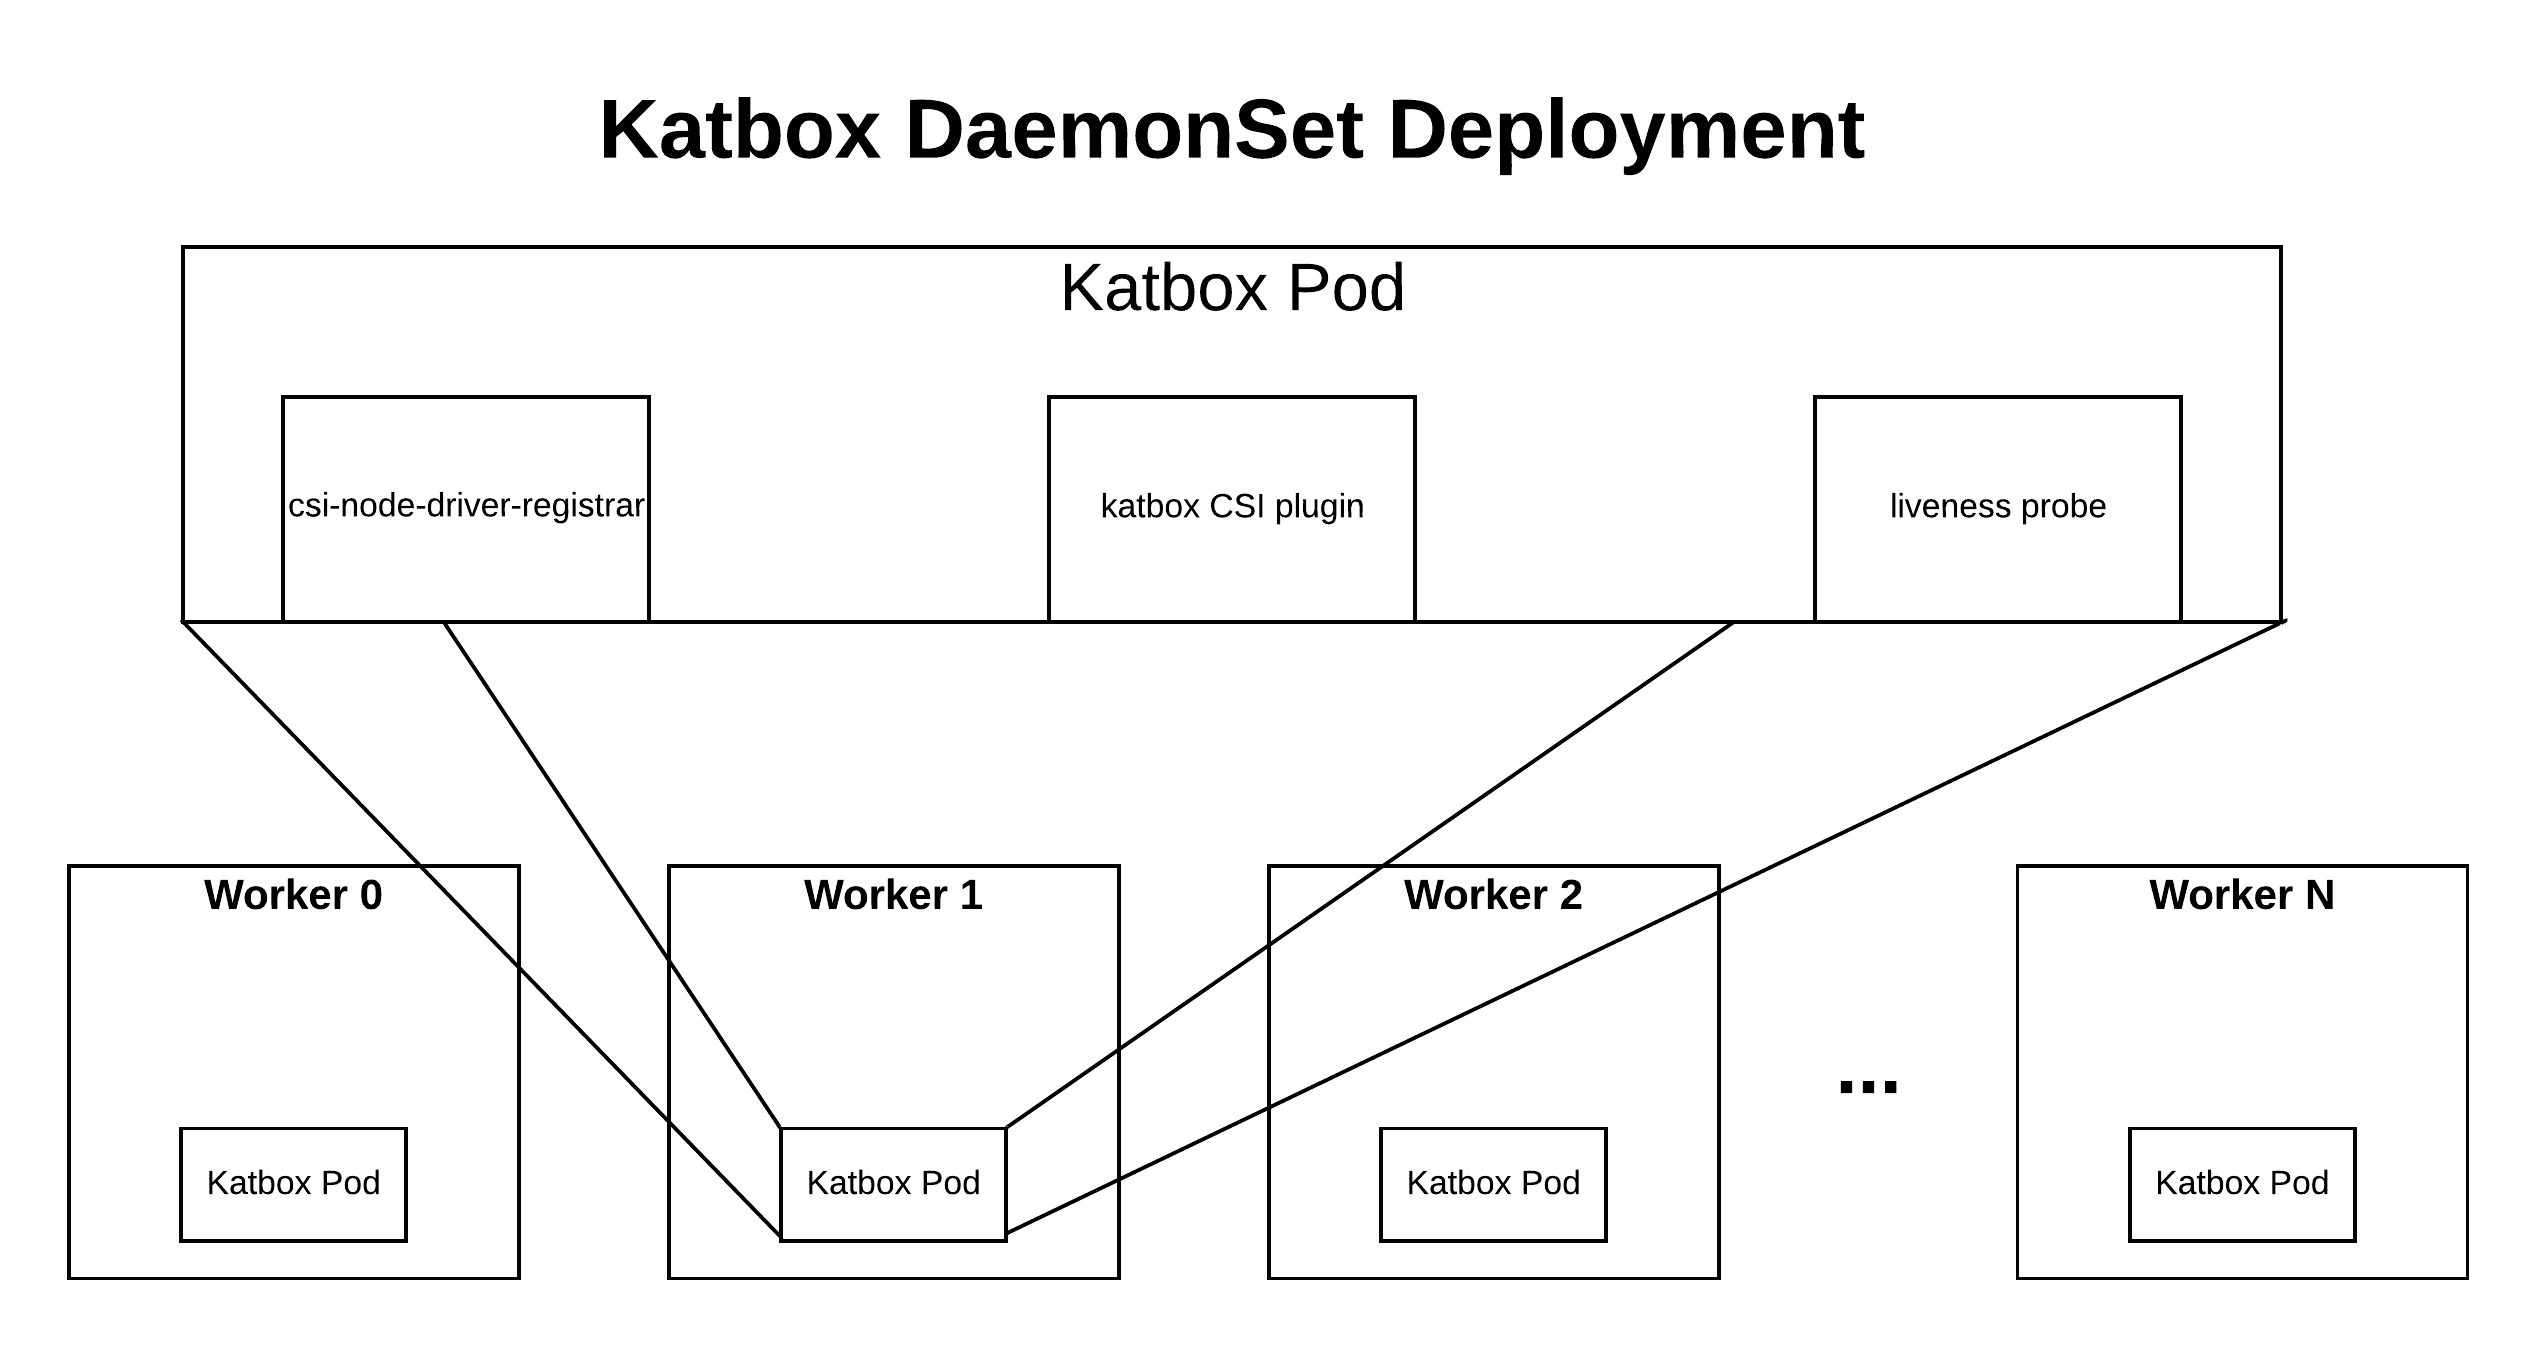 Katbox DaemonSet Deployment
Katbox Pod
csi-node-driver-registrar
katbox CSI plugin
liveness probe
Worker 0
Worker 1
Worker 2
Worker N
...
Katbox Pod
Katbox Pod
Katbox Pod
Katbox Pod